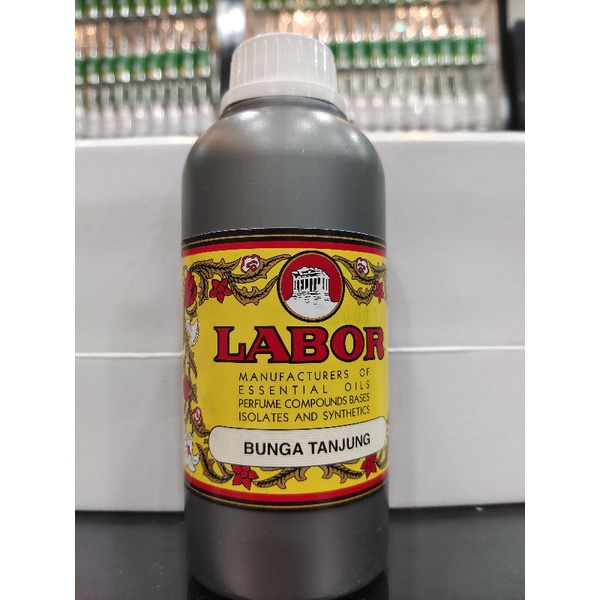 LABOR
MANUFACTURERS OF
ESSENTIAL OILS
PERFUME COMPOUNDS BASES
ISOLATES AND SYNTHETICS
BUNGA TANJUNG